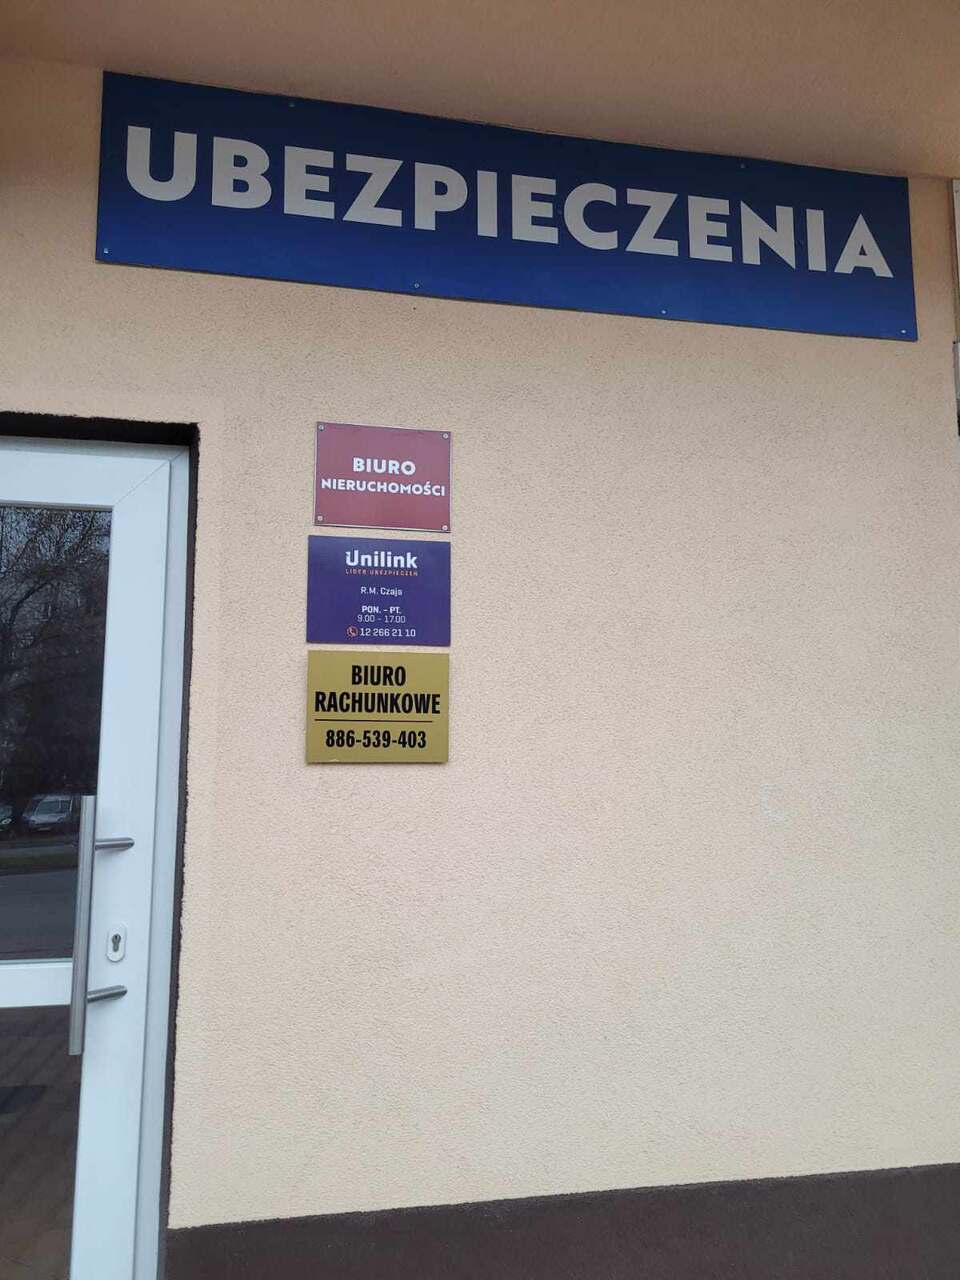 UBEZPIECZENIA
BIURO
NIERUCHOMOŚCI
Unilink
LIDER UBEZPIECZEŃ
R.M. Czaja
PON. - PT.
9.00 - 17.00
12 266 21 10
BIURO
RACHUNKOWE
886-539-403